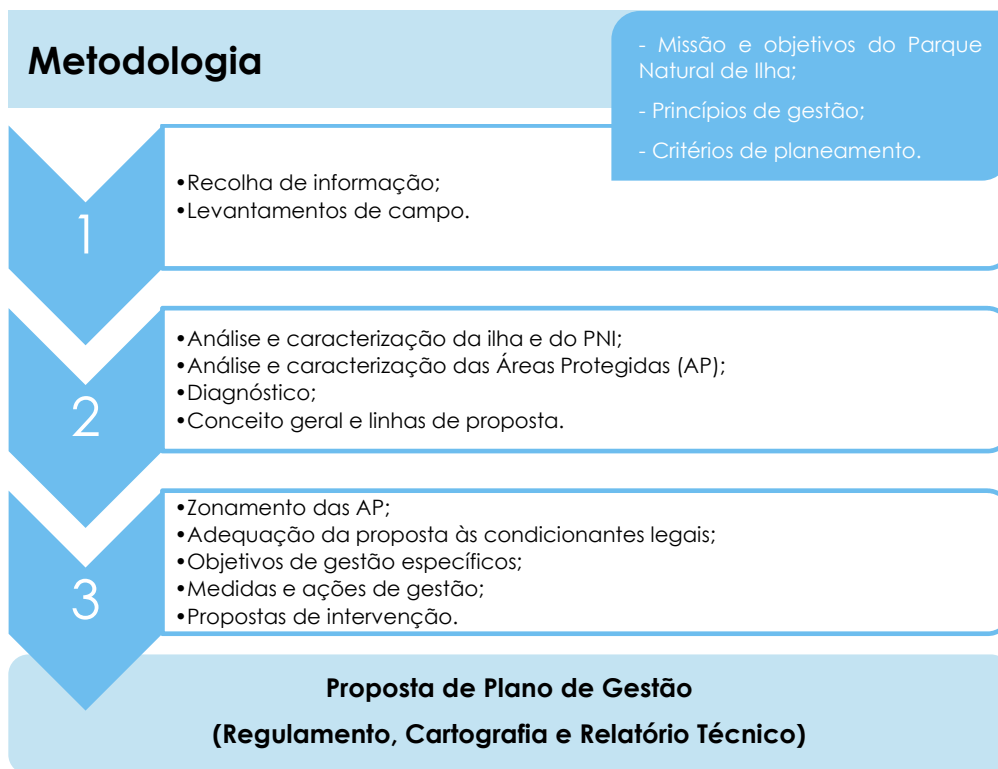 Metodologia
- Missão e objetivos do Parque
Natural de Ilha;
- Princípios de gestão;
- Critérios de planeamento.
1
•Recolha de informação;
•Levantamentos de campo.
2
•Análise e caracterização da ilha e do PNI;
•Análise e caracterização das Áreas Protegidas (AP);
•Diagnóstico;
•Conceito geral e linhas de proposta.
3
•Zonamento das AP;
•Adequação da proposta às condicionantes legais;
•Objetivos de gestão específicos;
•Medidas e ações de gestão;
•Propostas de intervenção.
Proposta de Plano de Gestão
(Regulamento, Cartografia e Relatório Técnico)